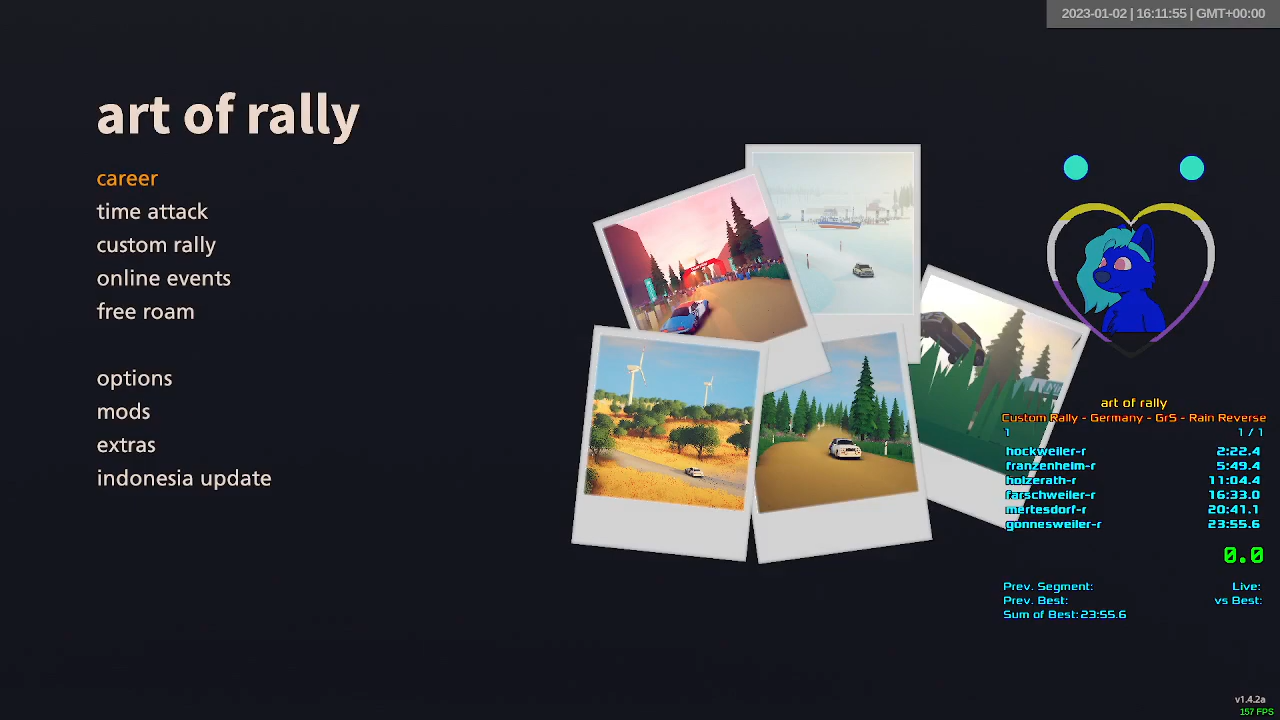 2023-01-02 | 16:11:55 | GMT+00:00
art of rally
career
time attack
custom rally
online events
free roam
options
mods
extras
indonesia update
art of rally
Custom Rally - Germany - GrS - Rain Reverse
1 1 / 1
hockweiler-r 2:22.4
franzenheim-r 5:49.4
holzerath-r 11:04.4
farschweiler-r 16:33.0
mertesdorf-r 20:41.1
gonnesweiler-r 23:55.6
0.0
Prev. Segment: Live:
Prev. Best: vs Best:
Sum of Best: 23:55.6
v1.4.2a
157 FPS